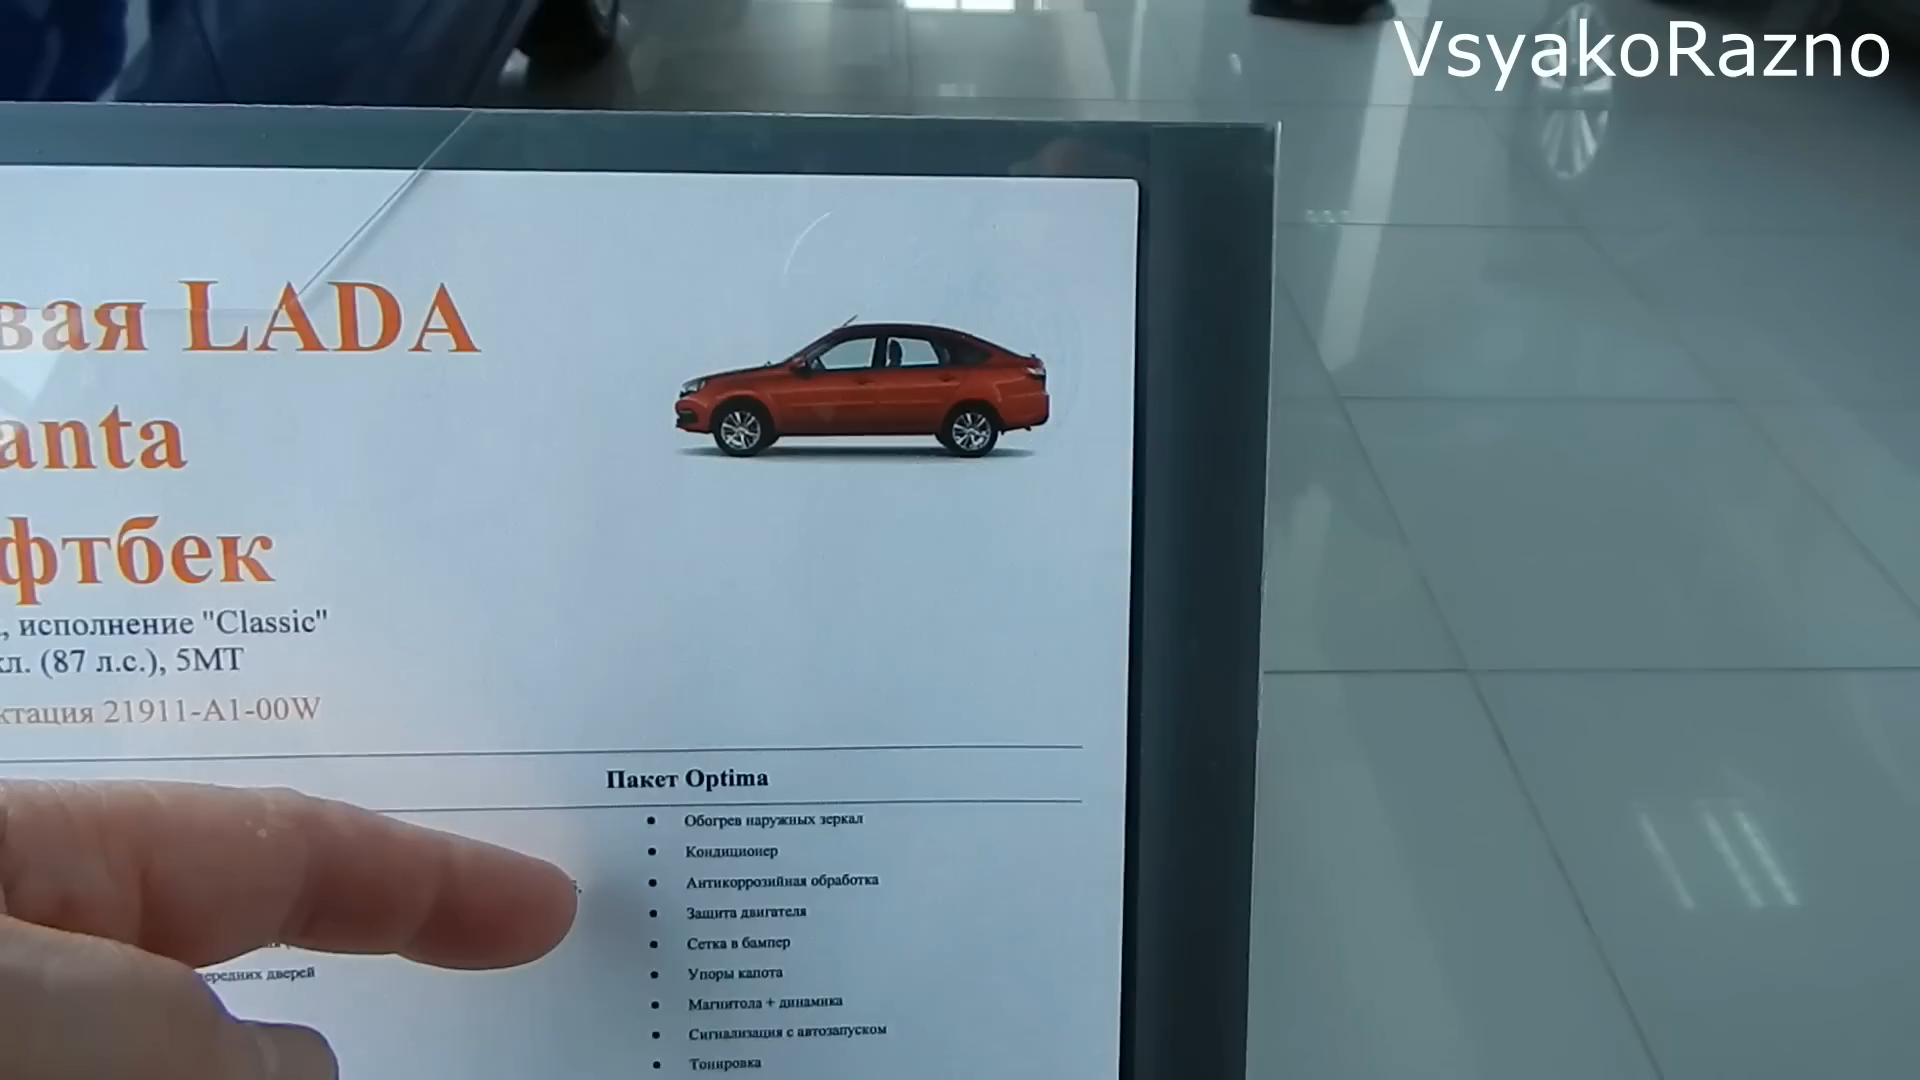 VsyakoRazno
вая LADA
anta
фтбек
, исполнение "Classic"
кл. (87 л.с.), 5МТ
ктация 21911-A1-00W
Пакет Optima
• Обогрев наружных зеркал
• Кондиционер
• Антикоррозийная обработка
• Защита двигателя
• Сетка в бампер
• Упоры капота
• Магнитола + динамика
• Сигнализация с автозапуском
• Тонировка
ередних дверей